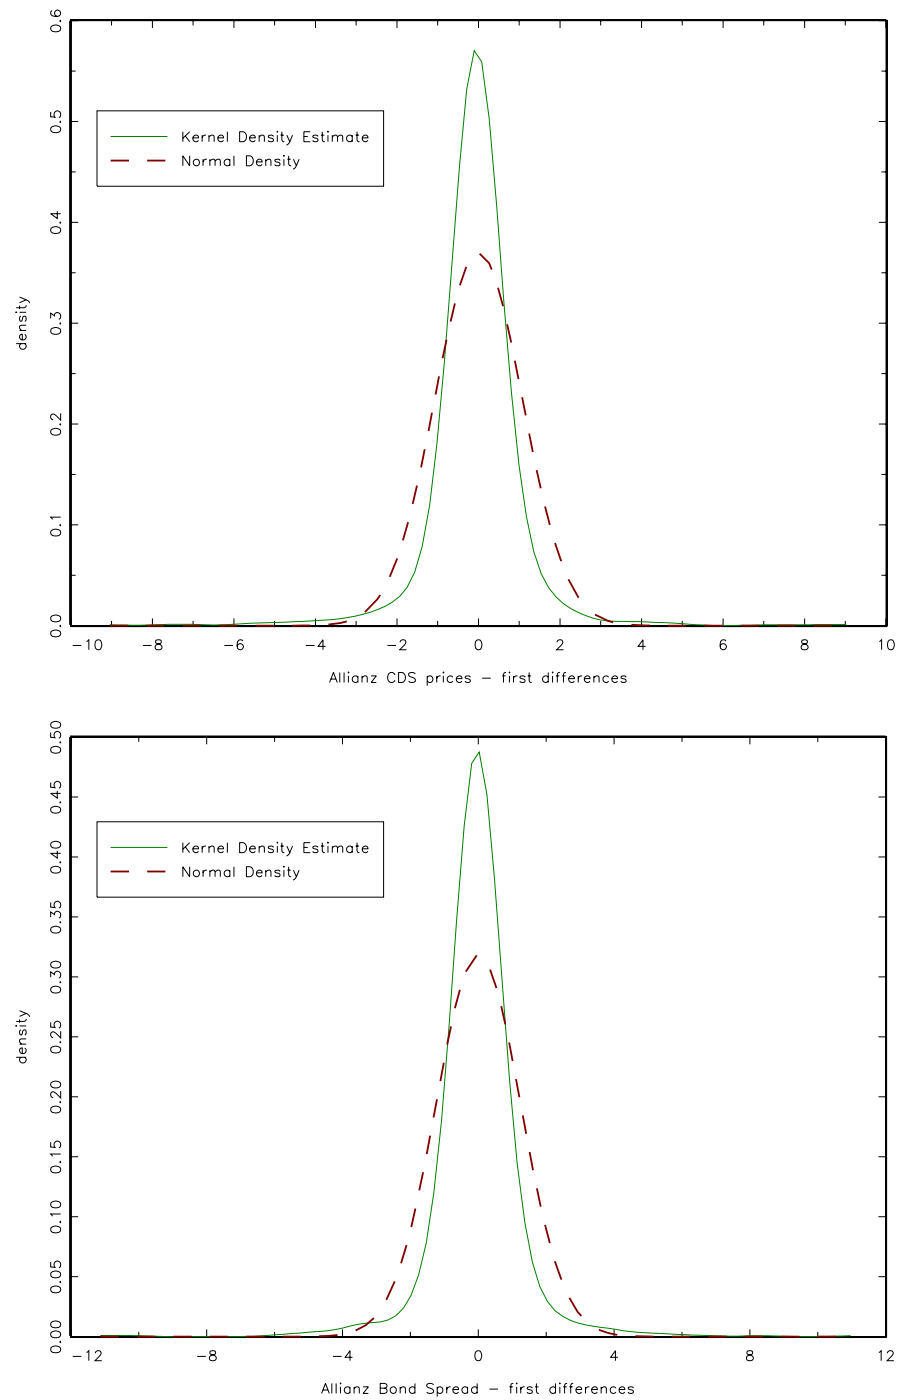 0.6
0.5
0.4
0.3
0.2
0.1
0.0
density
Kernel Density Estimate
Normal Density
−10 −8 −6 −4 −2 0 2 4 6 8 10
Allianz CDS prices − first differences
0.50
0.45
0.40
0.35
0.30
0.25
0.20
0.15
0.10
0.05
0.00
density
Kernel Density Estimate
Normal Density
−12 −8 −4 0 4 8 12
Allianz Bond Spread − first differences